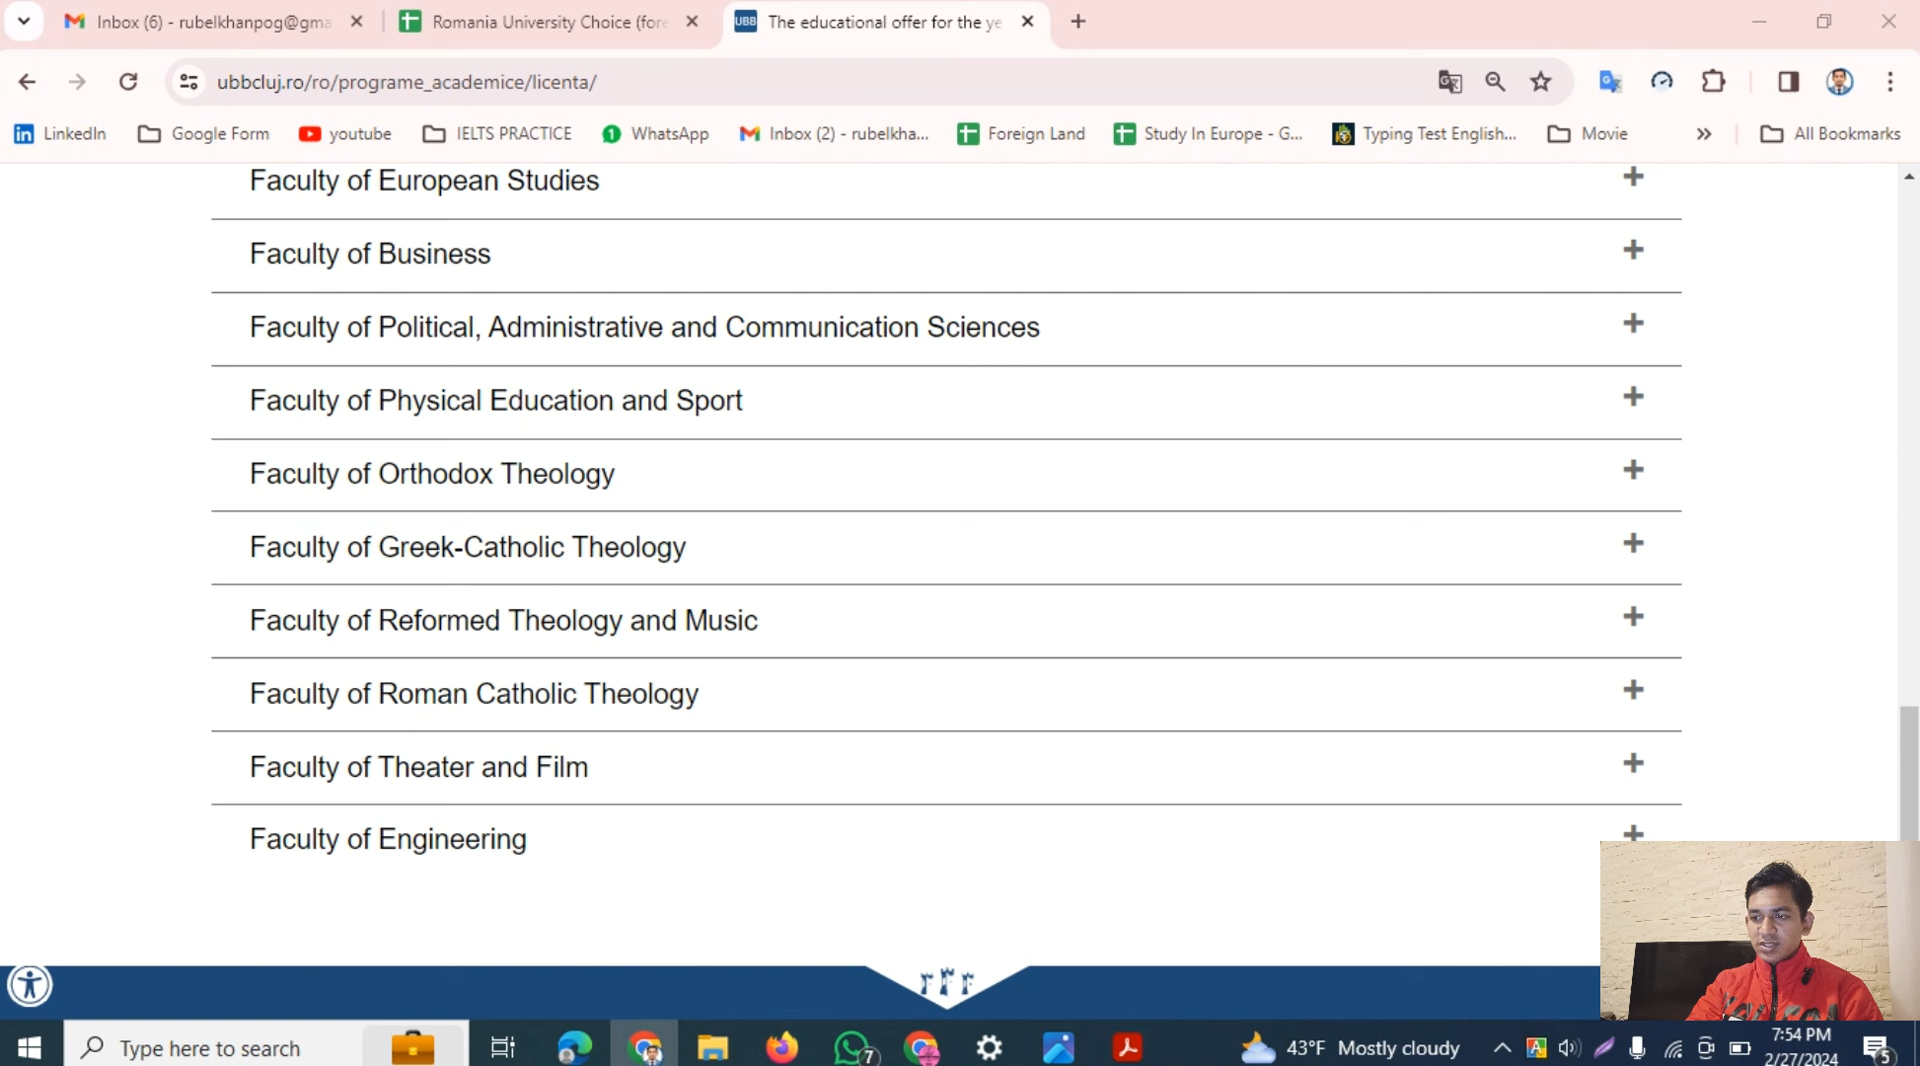 Inbox (6) - rubelkhanpog@gma
Romania University Choice (fore
UBB
The educational offer for the ye
ubbcluj.ro/ro/programe_academice/licenta/
LinkedIn
Google Form
youtube
IELTS PRACTICE
1
WhatsApp
Inbox (2) - rubelkha...
Foreign Land
Study In Europe - G...
Typing Test English...
Movie
»
All Bookmarks
Faculty of European Studies
Faculty of Business
Faculty of Political, Administrative and Communication Sciences
Faculty of Physical Education and Sport
Faculty of Orthodox Theology
Faculty of Greek-Catholic Theology
Faculty of Reformed Theology and Music
Faculty of Roman Catholic Theology
Faculty of Theater and Film
Faculty of Engineering
Type here to search
7
43°F Mostly cloudy
7:54 PM
2/27/2024
5